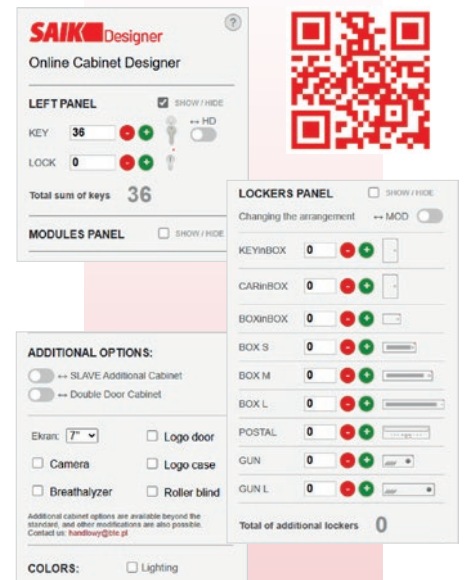 SAIK Designer
?
Online Cabinet Designer
LEFT PANEL SHOW / HIDE
KEY 36 - + ↔ HD
LOCK 0 - +
Total sum of keys 36
MODULES PANEL SHOW / HIDE
LOCKERS PANEL SHOW / HIDE
Changing the arrangement ↔ MOD
KEYinBOX 0 - +
CARinBOX 0 - +
BOXinBOX 0 - +
BOX S 0 - +
BOX M 0 - +
BOX L 0 - +
POSTAL 0 - +
GUN 0 - +
GUN L 0 - +
Total of additional lockers 0
ADDITIONAL OPTIONS:
↔ SLAVE Additional Cabinet
↔ Double Door Cabinet
Ekran: 7" Logo door
Camera Logo case
Breathalyzer Roller blind
Additional cabinet options are available beyond the
standard, and other modifications are also possible.
Contact us: handlowy@ble.pl
COLORS: Lighting